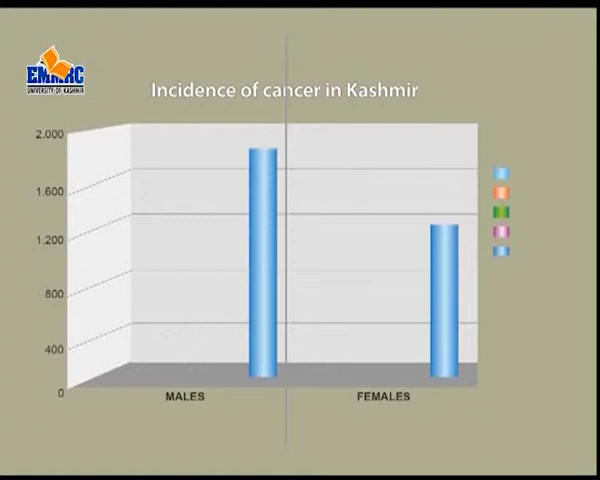 EMMRC
UNIVERSITY OF KASHMIR
Incidence of cancer in Kashmir
2.000
1.600
1.200
800
400
0
MALES
FEMALES